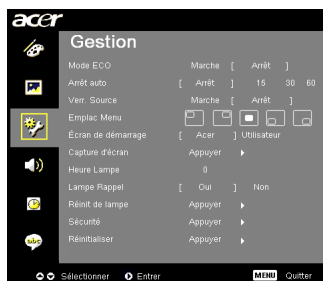 acer
Gestion
Mode ECO Marche [ Arrêt ]
Arrêt auto [ Arrêt ] 15 30 60
Verr. Source Marche [ Arrêt ]
Emplac Menu
Écran de démarrage [ Acer ] Utilisateur
Capture d'écran Appuyer
Heure Lampe 0
Lampe Rappel [ Oui ] Non
Réinit de lampe Appuyer
Sécurité Appuyer
Réinitialiser Appuyer
abc
Sélectionner Entrer MENU Quitter